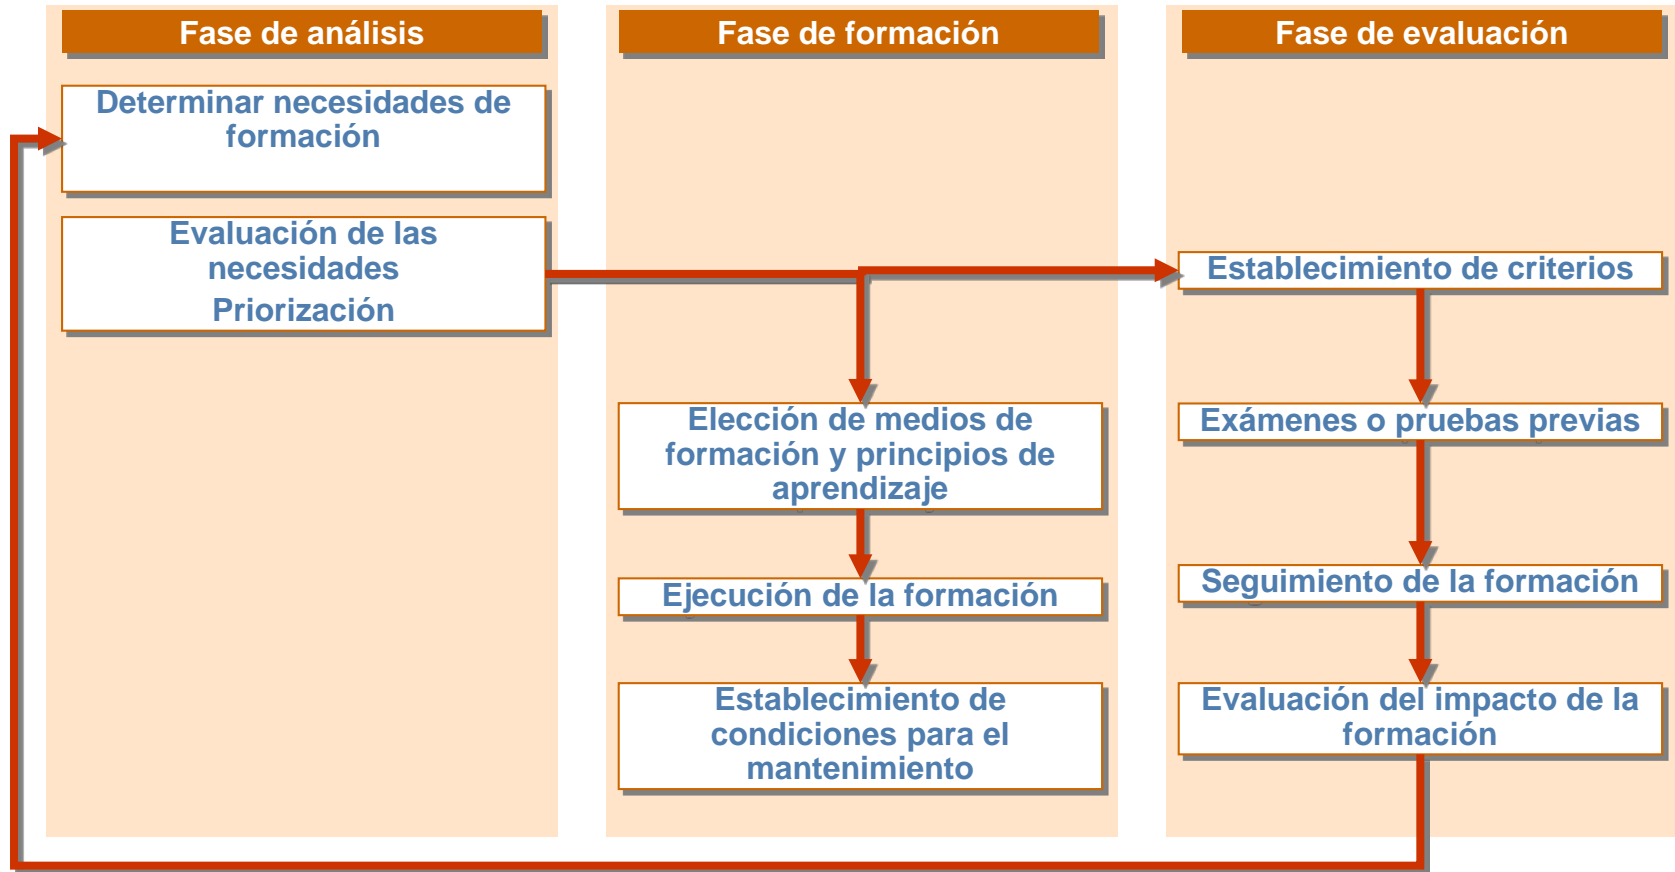 Fase de análisis
Determinar necesidades de
formación
Evaluación de las
necesidades
Priorización
Fase de formación
Elección de medios de
formación y principios de
aprendizaje
Ejecución de la formación
Establecimiento de
condiciones para el
mantenimiento
Fase de evaluación
Establecimiento de criterios
Exámenes o pruebas previas
Seguimiento de la formación
Evaluación del impacto de la
formación